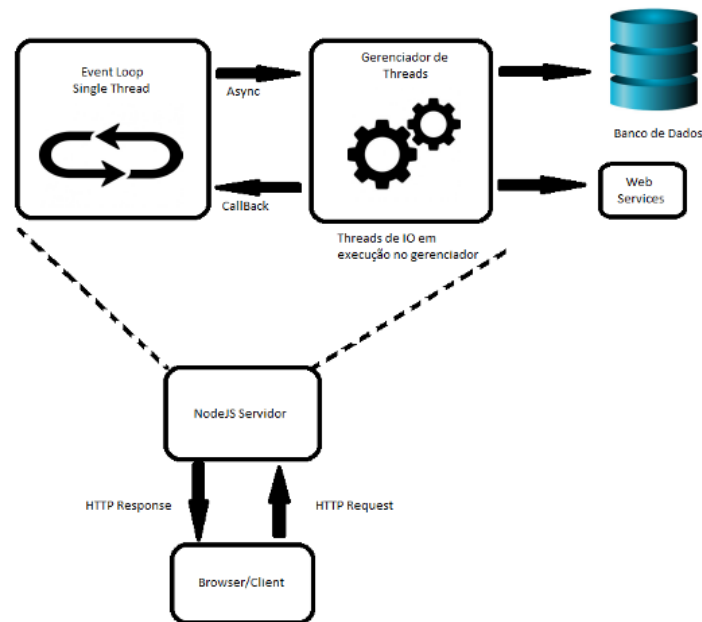 Event Loop
Single Thread
Async
CallBack
Gerenciador de
Threads
Threads de IO em
execução no gerenciador
Banco de Dados
Web
Services
NodeJS Servidor
HTTP Response
HTTP Request
Browser/Client